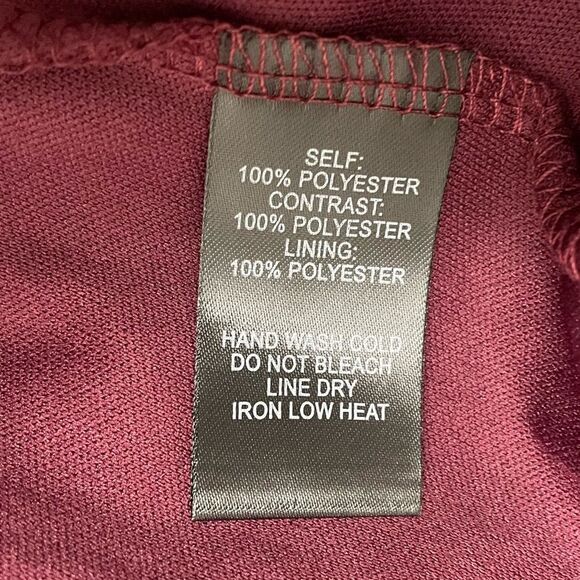 SELF:
100% POLYESTER
CONTRAST:
100% POLYESTER
LINING:
100% POLYESTER
HAND WASH COLD
DO NOT BLEACH
LINE DRY
IRON LOW HEAT